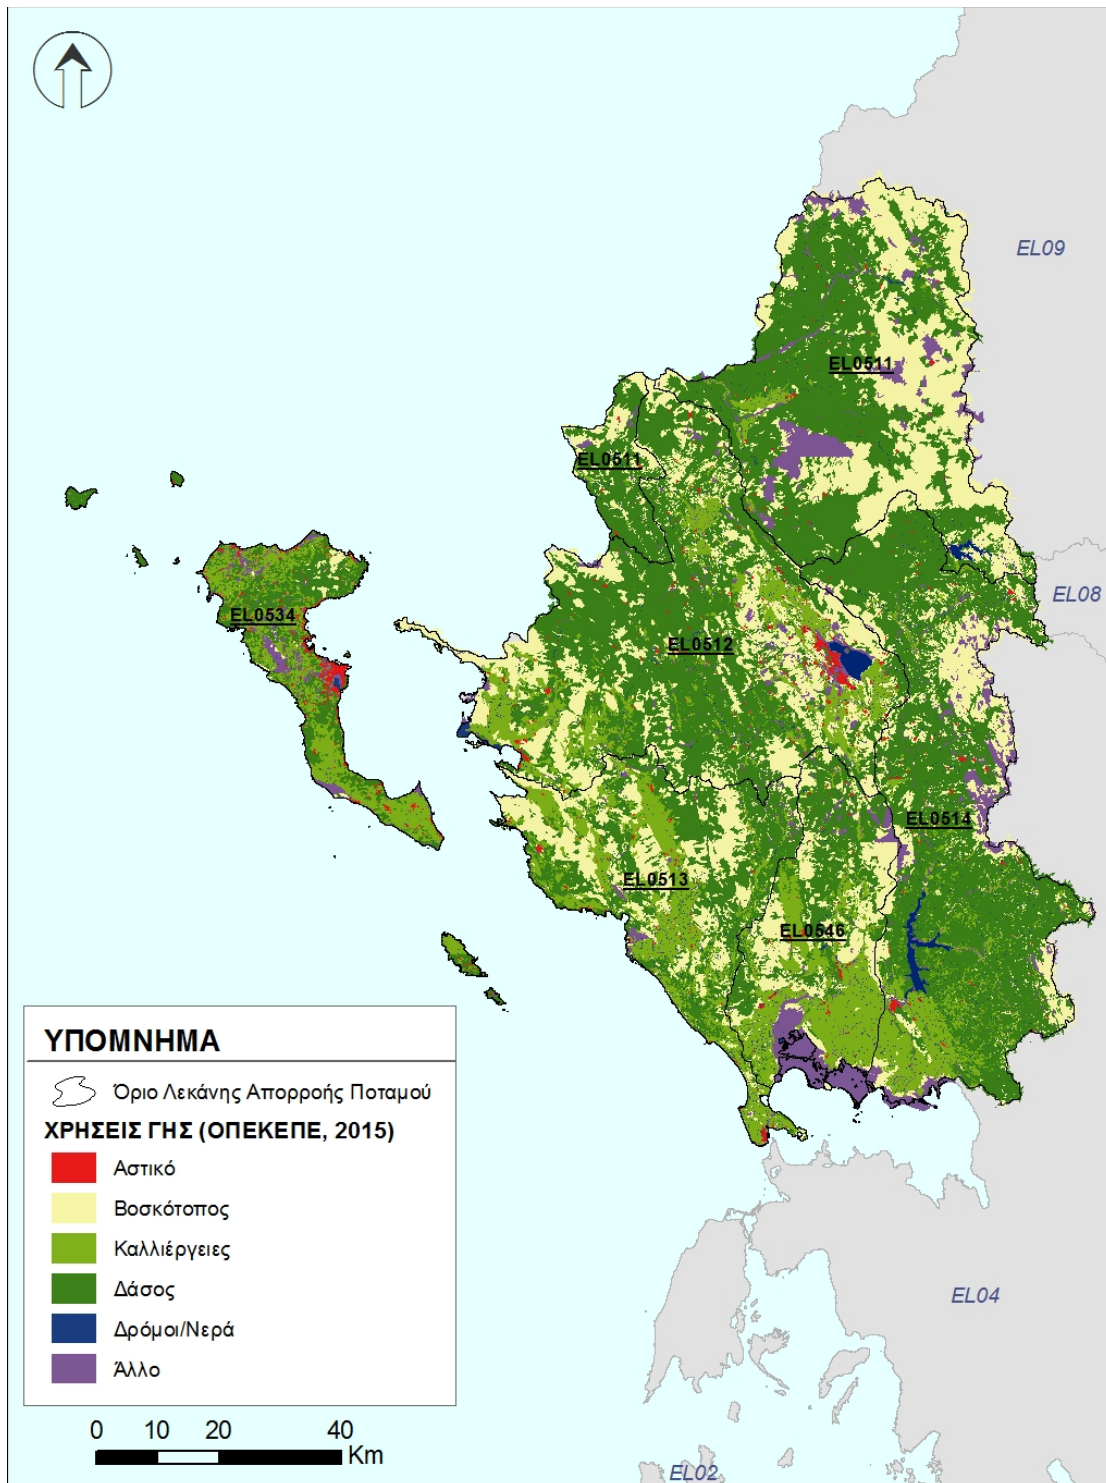 EL09
EL0511
EL0511
EL08
EL0534
EL0512
EL0514
EL0513
EL0546
ΥΠΟΜΝΗΜΑ
Όριο Λεκάνης Απορροής Ποταμού
ΧΡΗΣΕΙΣ ΓΗΣ (ΟΠΕΚΕΠΕ, 2015)
Αστικό
Βοσκότοπος
Καλλιέργειες
Δάσος
Δρόμοι/Νερά
Άλλο
EL04
0 10 20 40
Km
EL02